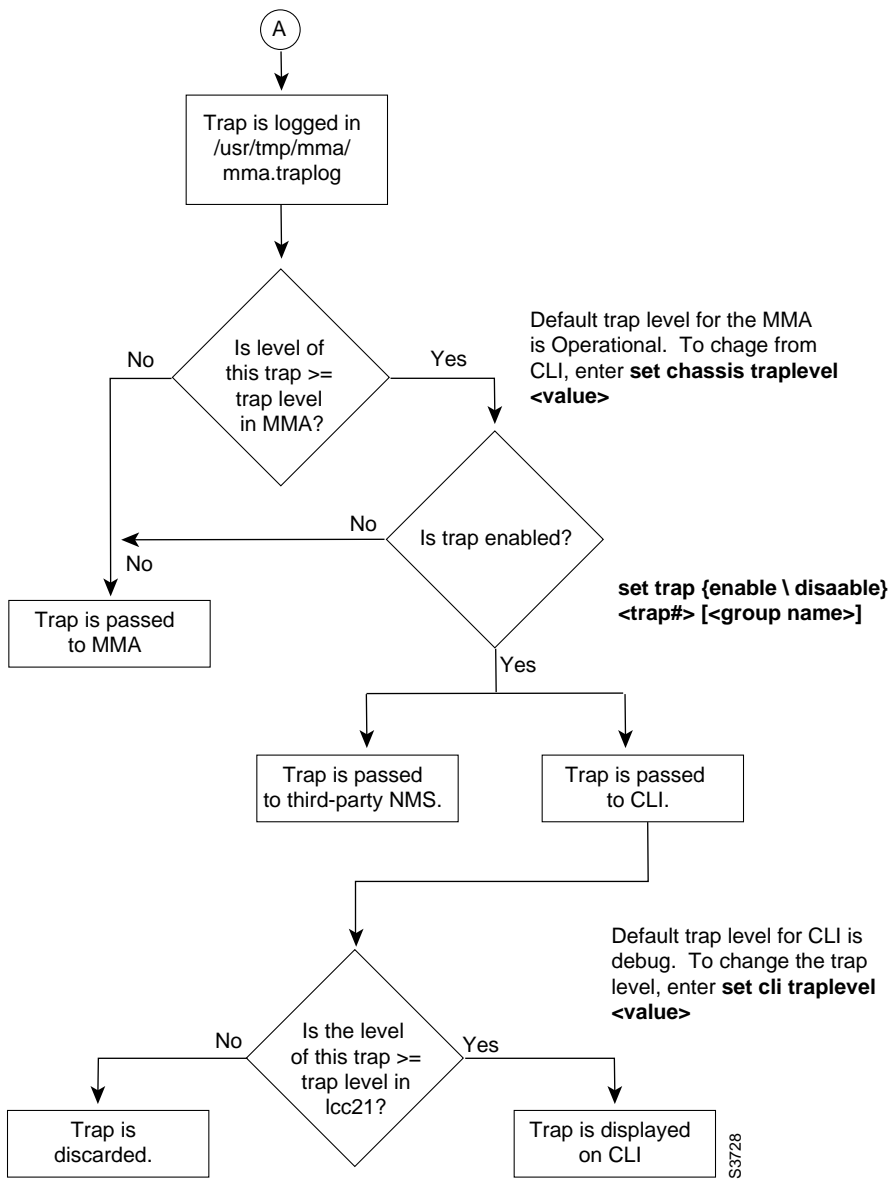 A
Trap is logged in
/usr/tmp/mma/
mma.traplog
Is level of
this trap >=
trap level
in MMA?
No
Yes
Default trap level for the MMA
is Operational. To chage from
CLI, enter set chassis traplevel
<value>
Is trap enabled?
No
No
Trap is passed
to MMA
set trap {enable \ disaable}
<trap#> [<group name>]
Yes
Trap is passed
to third-party NMS.
Trap is passed
to CLI.
Default trap level for CLI is
debug. To change the trap
level, enter set cli traplevel
<value>
Is the level
of this trap >=
trap level in
lcc21?
No
Yes
Trap is
discarded.
Trap is displayed
on CLI
S3728